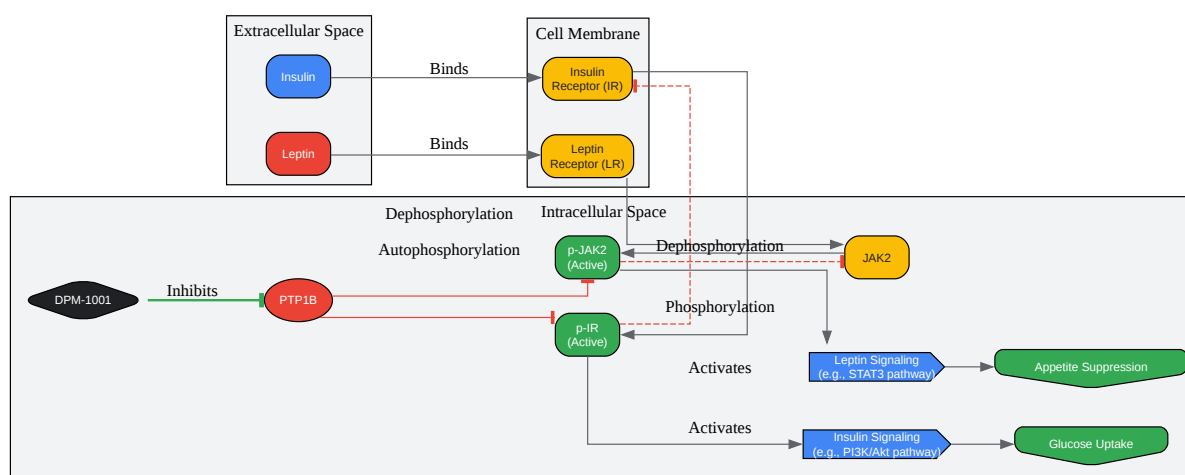 Extracellular Space
Cell Membrane
Insulin
Binds
Insulin
Receptor (IR)
Leptin
Binds
Leptin
Receptor (LR)
Dephosphorylation
Intracellular Space
Autophosphorylation
p-JAK2
(Active)
Dephosphorylation
JAK2
DPM-1001
Inhibits
PTP1B
Phosphorylation
p-IR
(Active)
Activates
Leptin Signaling
(e.g., STAT3 pathway)
Appetite Suppression
Activates
Insulin Signaling
(e.g., PI3K/Akt pathway)
Glucose Uptake